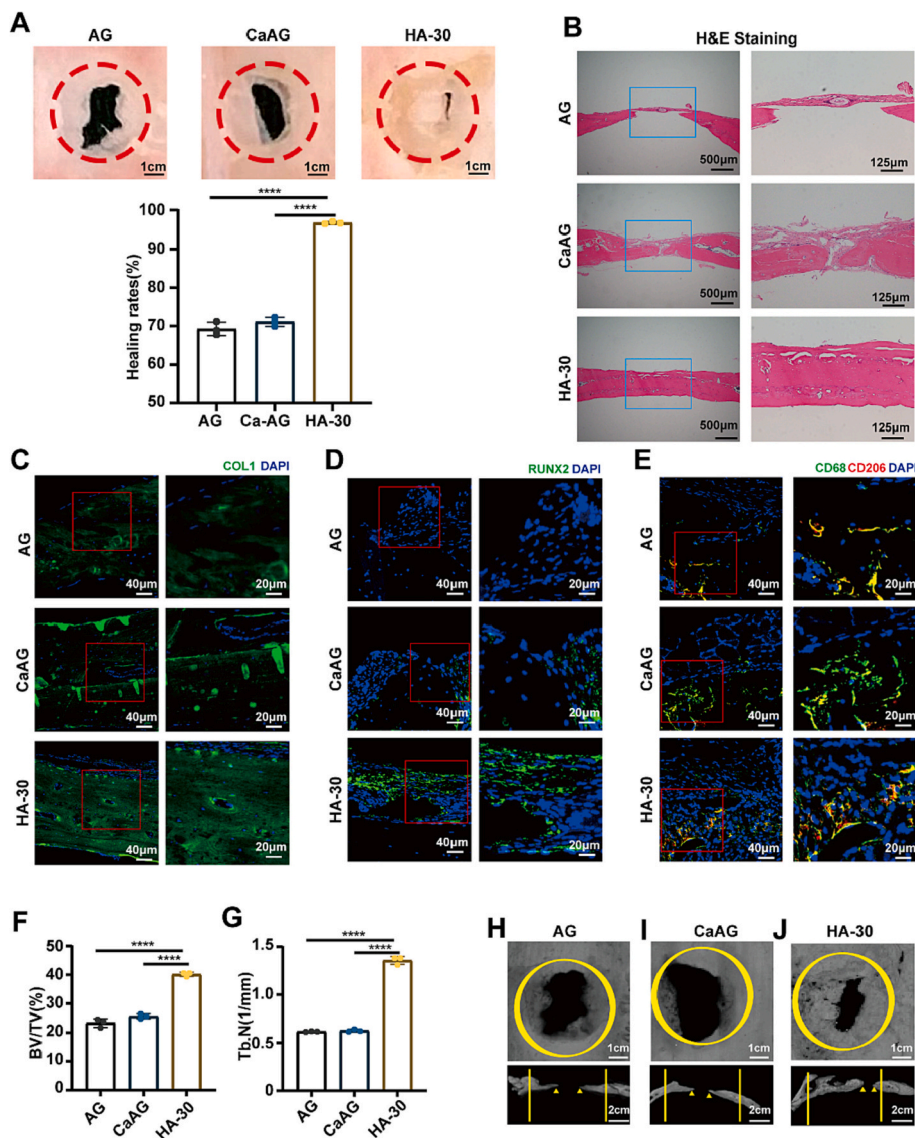 A
AG
CaAG
HA-30
1cm
1cm
1cm
****
****
Healing rates(%)
100
90
80
70
60
50
AG
Ca-AG
HA-30
B
H&E Staining
AG
500μm
125μm
CaAG
500μm
125μm
HA-30
500μm
125μm
C
COL1 DAPI
AG
40μm
20μm
CaAG
40μm
20μm
HA-30
40μm
20μm
D
RUNX2 DAPI
AG
40μm
20μm
CaAG
40μm
20μm
HA-30
40μm
20μm
E
CD68 CD206 DAPI
AG
40μm
20μm
CaAG
40μm
20μm
HA-30
40μm
20μm
F
****
****
BV/TV(%)
50
40
30
20
10
0
AG
CaAG
HA-30
G
****
****
Tb.N(1/mm)
1.5
1.0
0.5
0.0
AG
CaAG
HA-30
H
AG
1cm
2cm
I
CaAG
1cm
2cm
J
HA-30
1cm
2cm